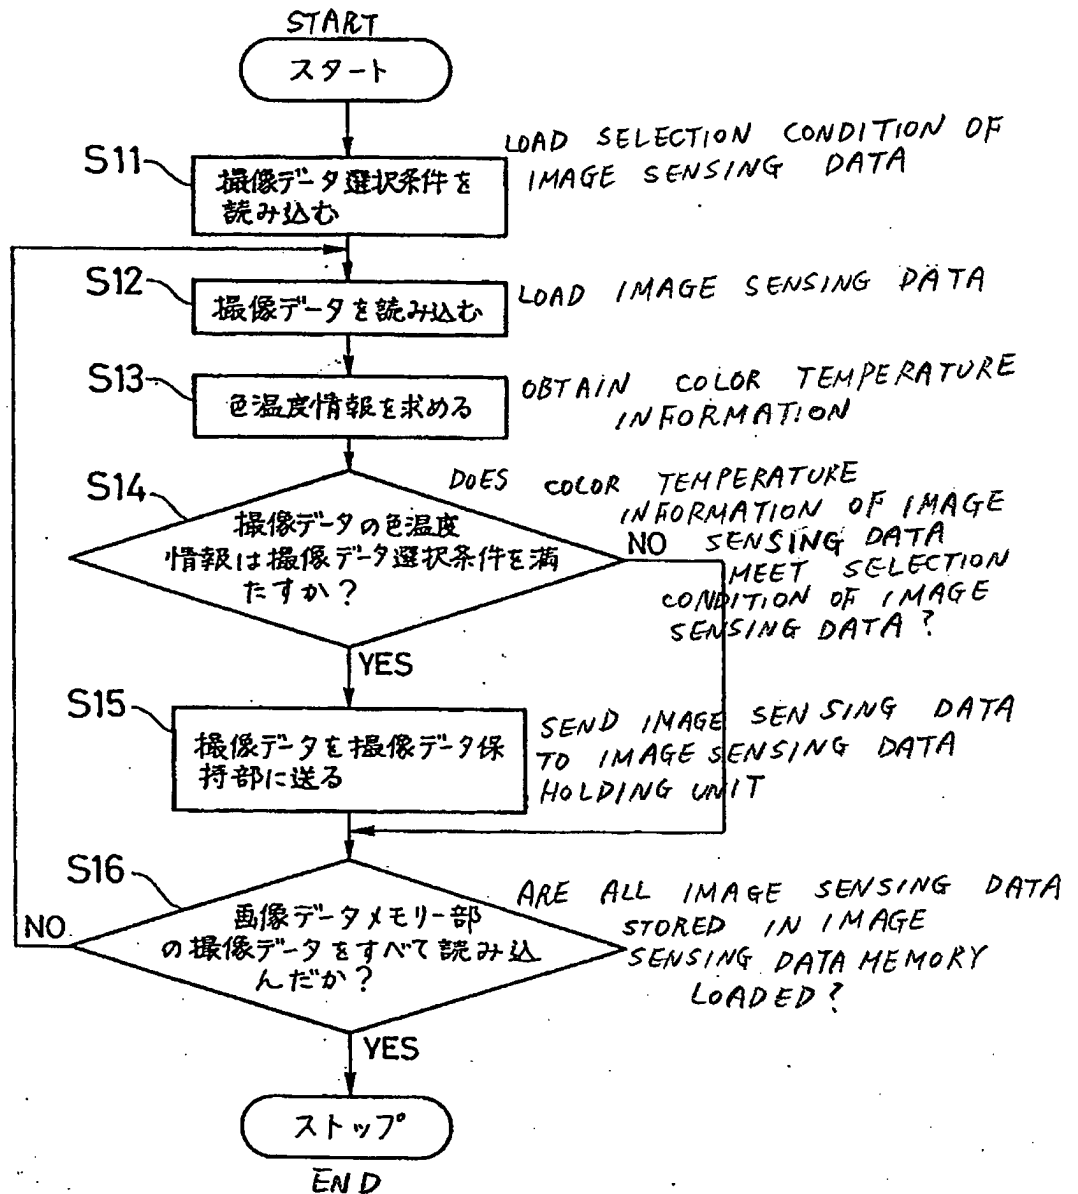 START
スタート
S11
撮像データ選択条件を
読み込む
LOAD SELECTION CONDITION OF
IMAGE SENSING DATA
S12
撮像データを読み込む
LOAD IMAGE SENSING DATA
S13
色温度情報を求める
OBTAIN COLOR TEMPERATURE
INFORMATION
S14
撮像データの色温度
情報は撮像データ選択条件を満
たすか?
DOES COLOR TEMPERATURE
INFORMATION OF IMAGE
SENSING DATA
MEET SELECTION
CONDITION OF IMAGE
SENSING DATA?
NO
YES
S15
撮像データを撮像データ保
持部に送る
SEND IMAGE SENSING DATA
TO IMAGE SENSING DATA
HOLDING UNIT
S16
画像データメモリー部
の撮像データをすべて読み込
んだか?
ARE ALL IMAGE SENSING DATA
STORED IN IMAGE
SENSING DATA MEMORY
LOADED?
NO
YES
ストップ
END